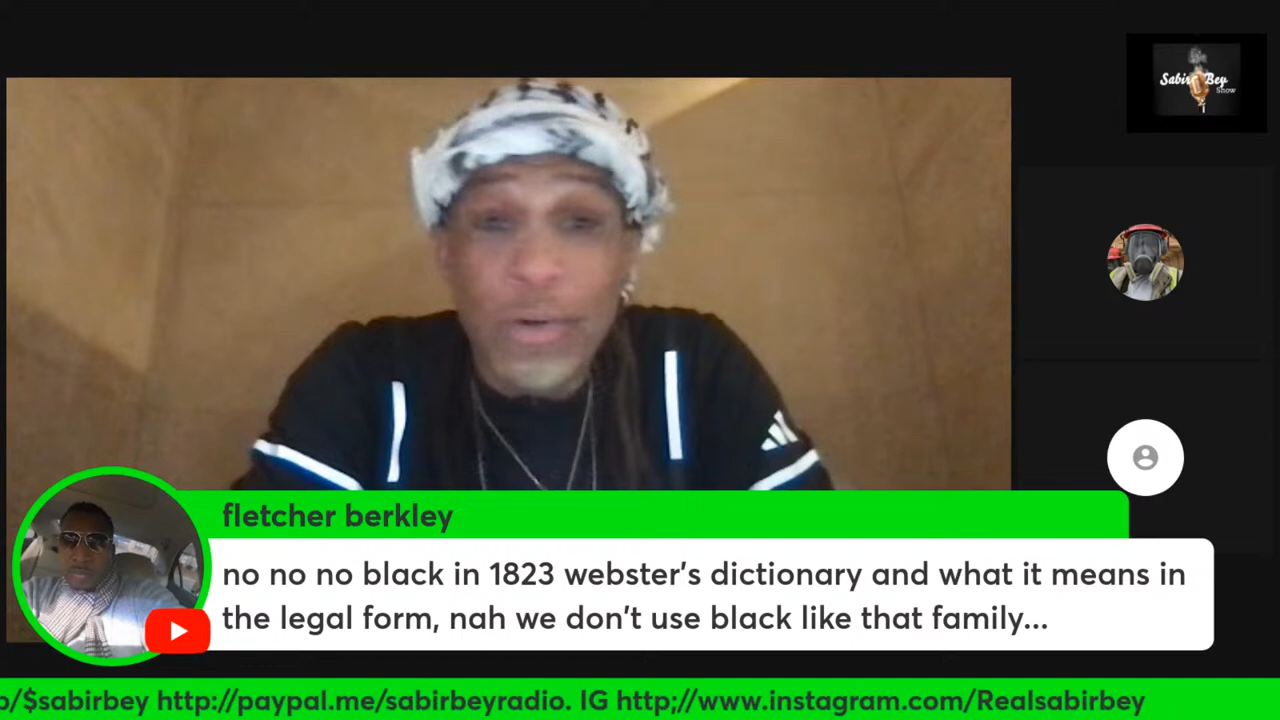 Sabir Bey
Show
fletcher berkley
no no no black in 1823 webster's dictionary and what it means in
the legal form, nah we don't use black like that family...
p/$sabirbey http://paypal.me/sabirbeyradio. IG http;//www.instagram.com/Realsabirbey